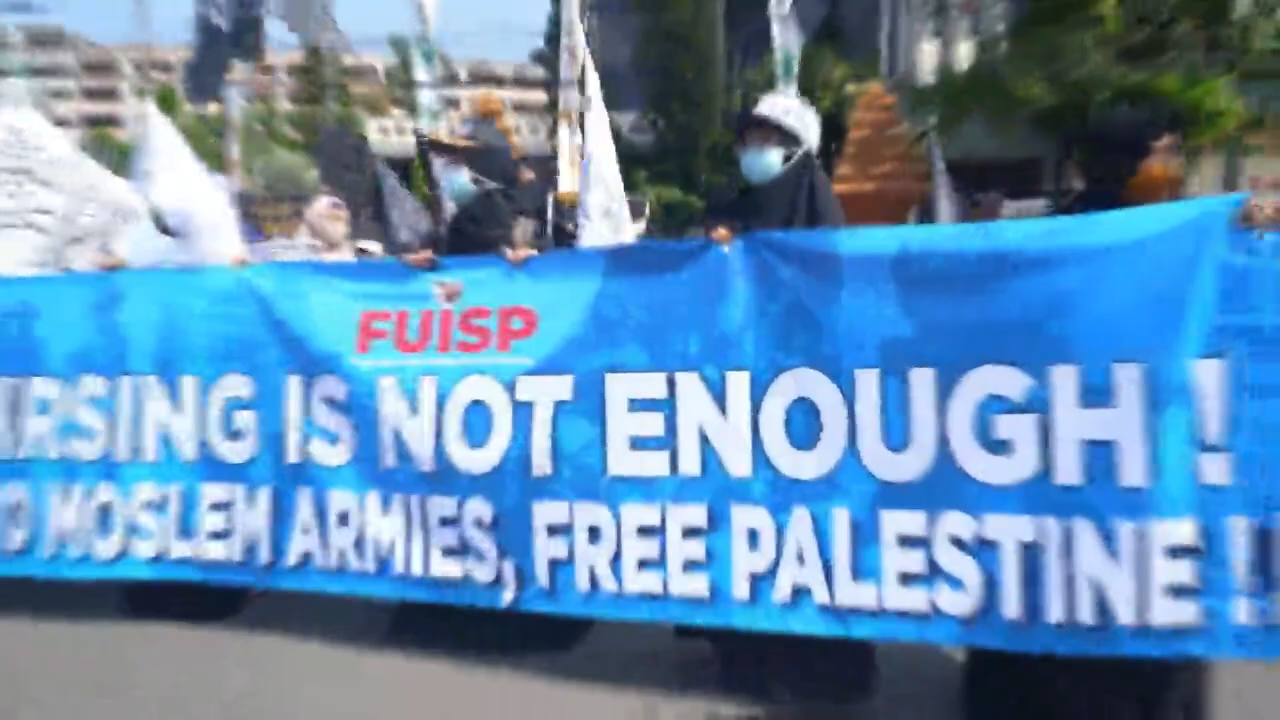 FUISP
IS NOT ENOUGH !
MOSLEM ARMIES, FREE PALESTINE !